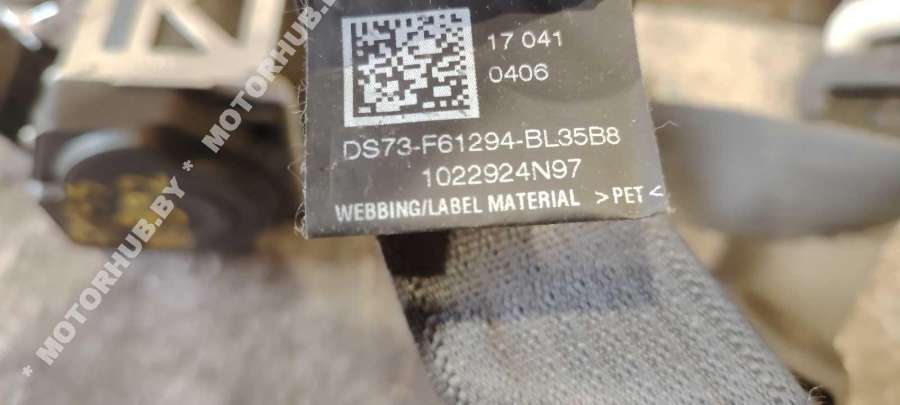 17 041
0406
DS73-F61294-BL35B8
1022924N97
WEBBING/LABEL MATERIAL >PET<
* MOTORHUB.BY * MOTORHUB.BY *